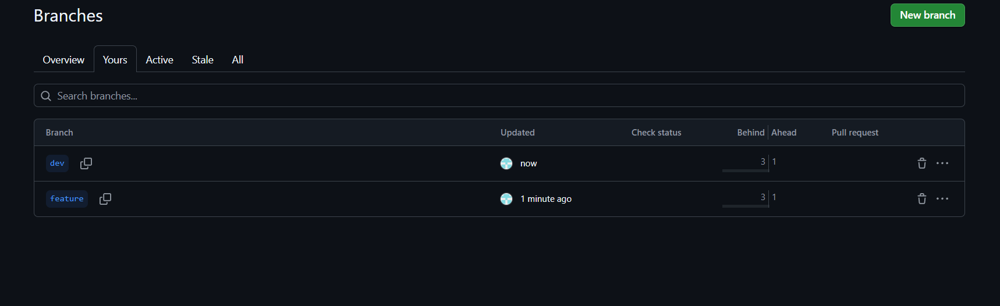 Branches
New branch
Overview Yours Active Stale All
Search branches...
Branch Updated Check status Behind Ahead Pull request
dev now 3 1
feature 1 minute ago 3 1